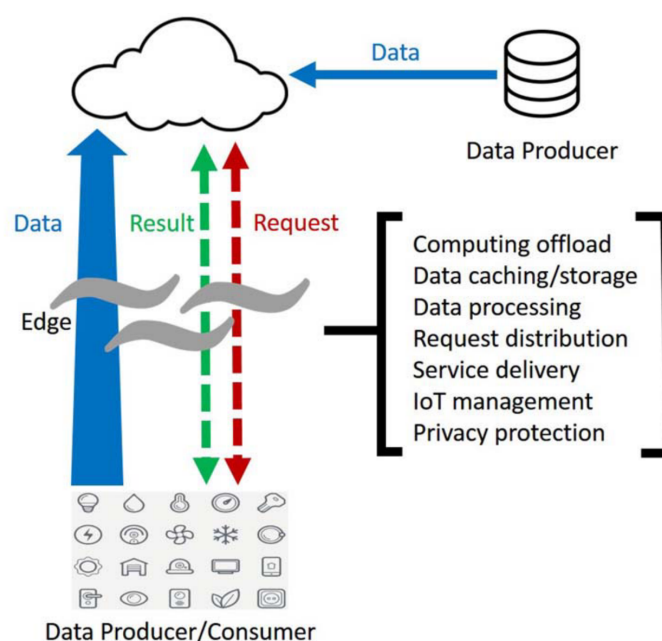 Data
Data Producer
Data
Result
Request
Edge
Computing offload
Data caching/storage
Data processing
Request distribution
Service delivery
IoT management
Privacy protection
Data Producer/Consumer